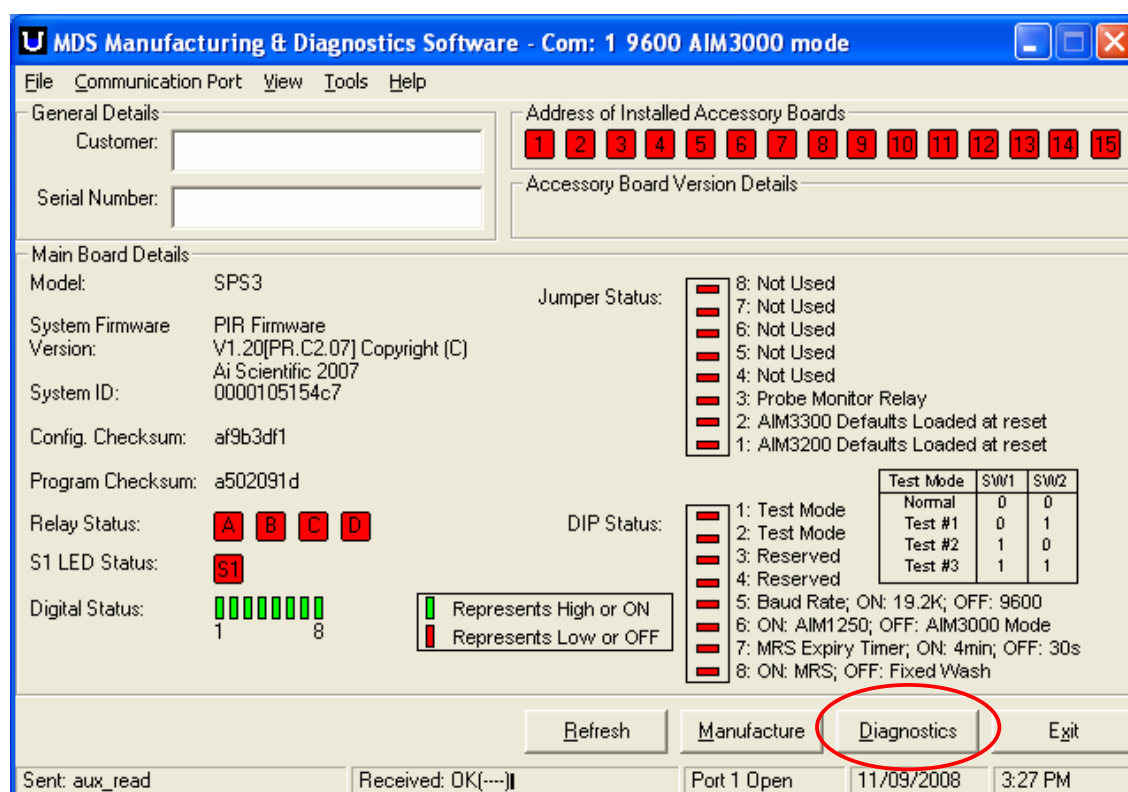 MDS Manufacturing & Diagnostics Software - Com: 1 9600 AIM3000 mode
File Communication Port View Tools Help
General Details
Customer:
Serial Number:
Address of Installed Accessory Boards
1 2 3 4 5 6 7 8 9 10 11 12 13 14 15
Accessory Board Version Details
Main Board Details
Model: SPS3
System Firmware Version: PIR Firmware
V1.20[PR.C2.07] Copyright (C)
Ai Scientific 2007
System ID: 0000105154c7
Config. Checksum: af9b3df1
Program Checksum: a502091d
Relay Status: A B C D
S1 LED Status: S1
Digital Status:
1 8
Represents High or ON
Represents Low or OFF
Jumper Status:
8: Not Used
7: Not Used
6: Not Used
5: Not Used
4: Not Used
3: Probe Monitor Relay
2: AIM3300 Defaults Loaded at reset
1: AIM3200 Defaults Loaded at reset
DIP Status:
1: Test Mode
2: Test Mode
3: Reserved
4: Reserved
5: Baud Rate; ON: 19.2K; OFF: 9600
6: ON: AIM1250; OFF: AIM3000 Mode
7: MRS Expiry Timer; ON: 4min; OFF: 30s
8: ON: MRS; OFF: Fixed Wash
Test Mode SW1 SW2
Normal 0 0
Test #1 0 1
Test #2 1 0
Test #3 1 1
Refresh Manufacture Diagnostics Exit
Sent: aux_read Received: OK(----) Port 1 Open 11/09/2008 3:27 PM